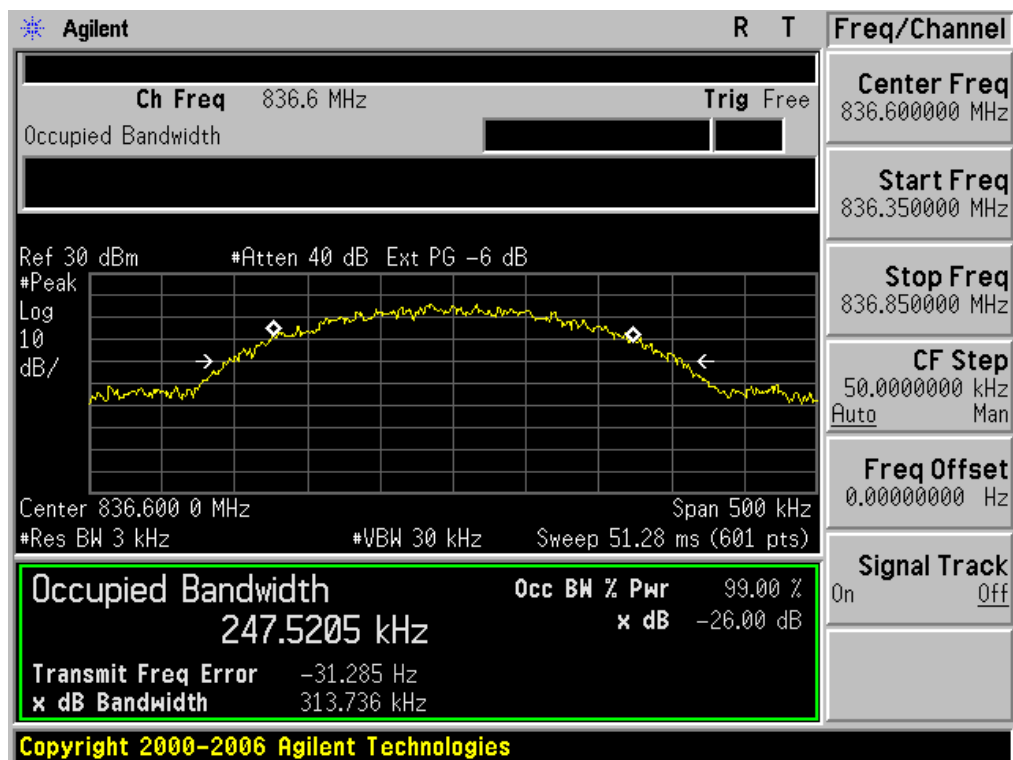 Agilent R T Freq/Channel
Ch Freq 836.6 MHz Trig Free
Occupied Bandwidth
Center Freq
836.600000 MHz
Start Freq
836.350000 MHz
Stop Freq
836.850000 MHz
CF Step
50.0000000 kHz
Auto Man
Freq Offset
0.00000000 Hz
Signal Track
On Off
Ref 30 dBm #Atten 40 dB Ext PG -6 dB
#Peak
Log
10
dB/
Center 836.600 0 MHz Span 500 kHz
#Res BW 3 kHz #VBW 30 kHz Sweep 51.28 ms (601 pts)
Occupied Bandwidth Occ BW % Pwr 99.00 %
247.5205 kHz x dB -26.00 dB
Transmit Freq Error -31.285 Hz
x dB Bandwidth 313.736 kHz
Copyright 2000-2006 Agilent Technologies